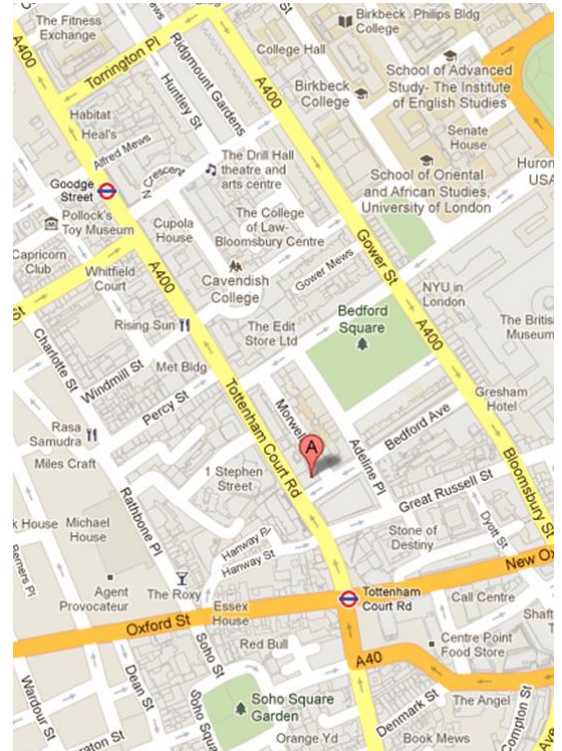 The Fitness
Exchange
A400
Torrington Pl
Huntley St
Ridgmount Gardens
College Hall
A400
Birkbeck
College
Philips Bldg
Birkbeck
College
School of Advanced
Study- The Institute
of English Studies
Senate
House
Huron
USA
Habitat
Heal's
Alfred Mews
N Crescent
The Drill Hall
theatre and
arts centre
School of Oriental
and African Studies,
University of London
Goodge
Street
Pollock's
Toy Museum
Cupola
House
The College
of Law-
Bloomsbury Centre
Capricorn
Club
Whitfield
Court
A400
Cavendish
College
Gower Mews
Gower St
NYU in
London
St
Rising Sun
The Edit
Store Ltd
Bedford
Square
A400
The Britis
Museum
Charlotte St
Windmill St
Met Bldg
Percy St
Tottenham Court Rd
Morwell
Adeline Pl
Bedford Ave
Gresham
Hotel
Rasa
Samudra
Miles Craft
A
1 Stephen
Street
Great Russell St
Bloomsbury St
Rathbone Pl
k House
Michael
House
Hanway Pl
Hanway St
Stone of
Destiny
Dyott St
New Ox
Berners Pl
Agent
Provocateur
The Roxy
Essex
House
Tottenham
Court Rd
Call Centre
Shaft
T
Oxford St
Red Bull
Centre Point
Food Store
A40
Wardour St
Dean St
Soho St
Soho Square
Garden
Denmark St
The Angel
Compton St
raton St
Soho Squa
Orange Yd
Book Mews